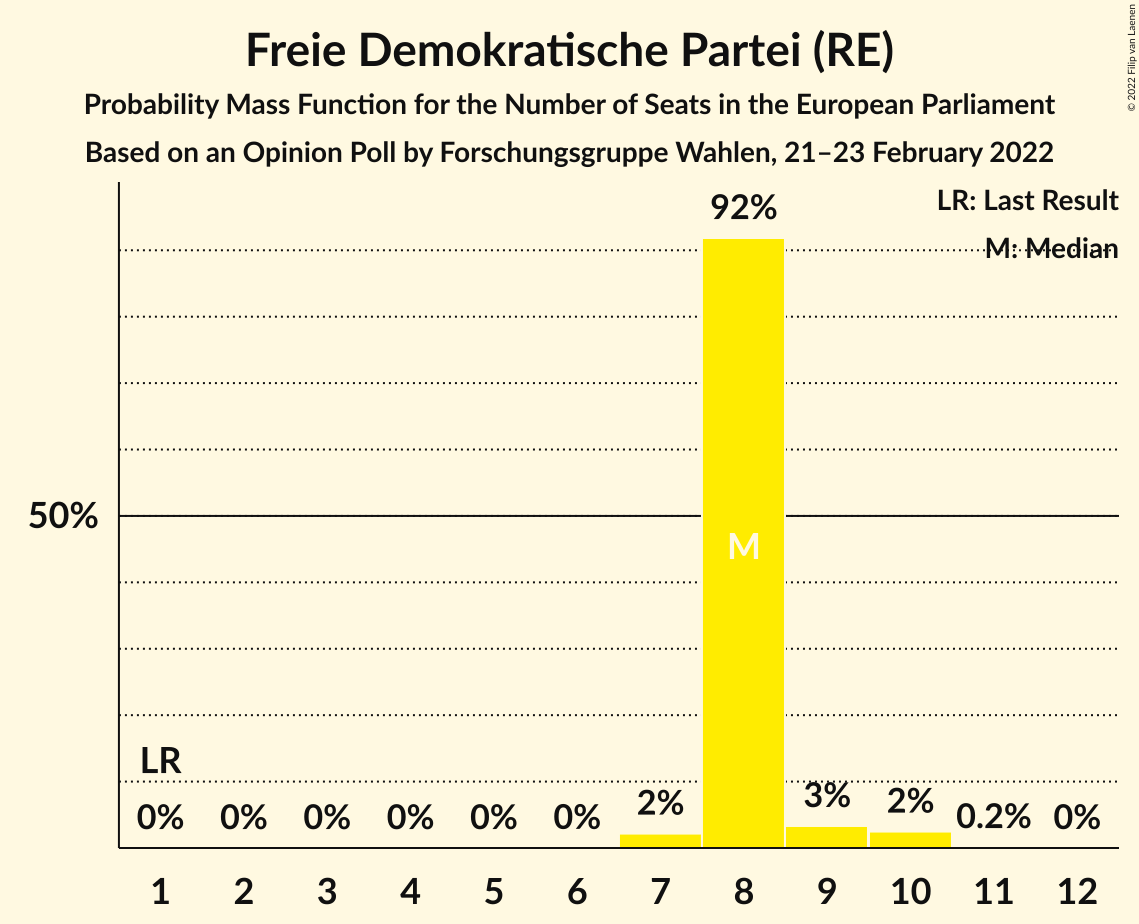 © 2022 Filip van Laenen
Freie Demokratische Partei (RE)
Probability Mass Function for the Number of Seats in the European Parliament
Based on an Opinion Poll by Forschungsgruppe Wahlen, 21–23 February 2022
LR: Last Result
M: Median
92%
50%
M
LR
0% 0% 0% 0% 0% 0% 2% 3% 2% 0.2% 0%
1 2 3 4 5 6 7 8 9 10 11 12